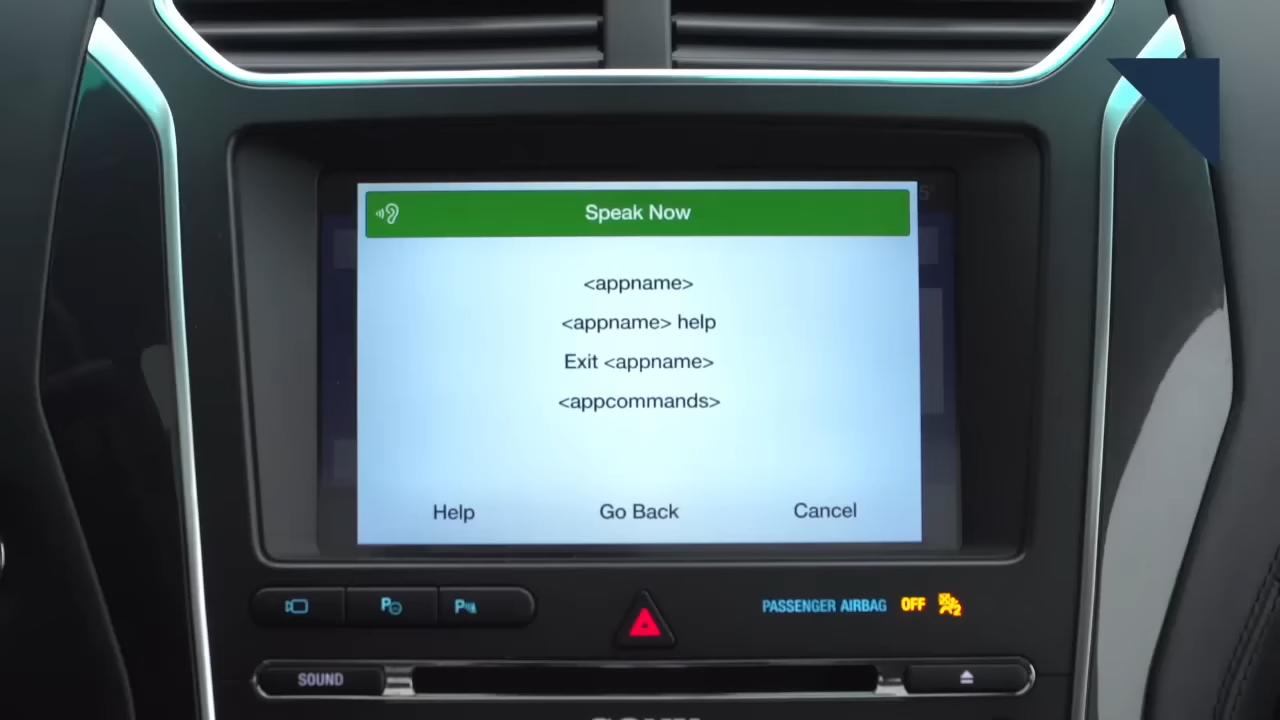 Speak Now
<appname>
<appname> help
Exit <appname>
<appcommands>
Help Go Back Cancel
PASSENGER AIRBAG OFF
SOUND